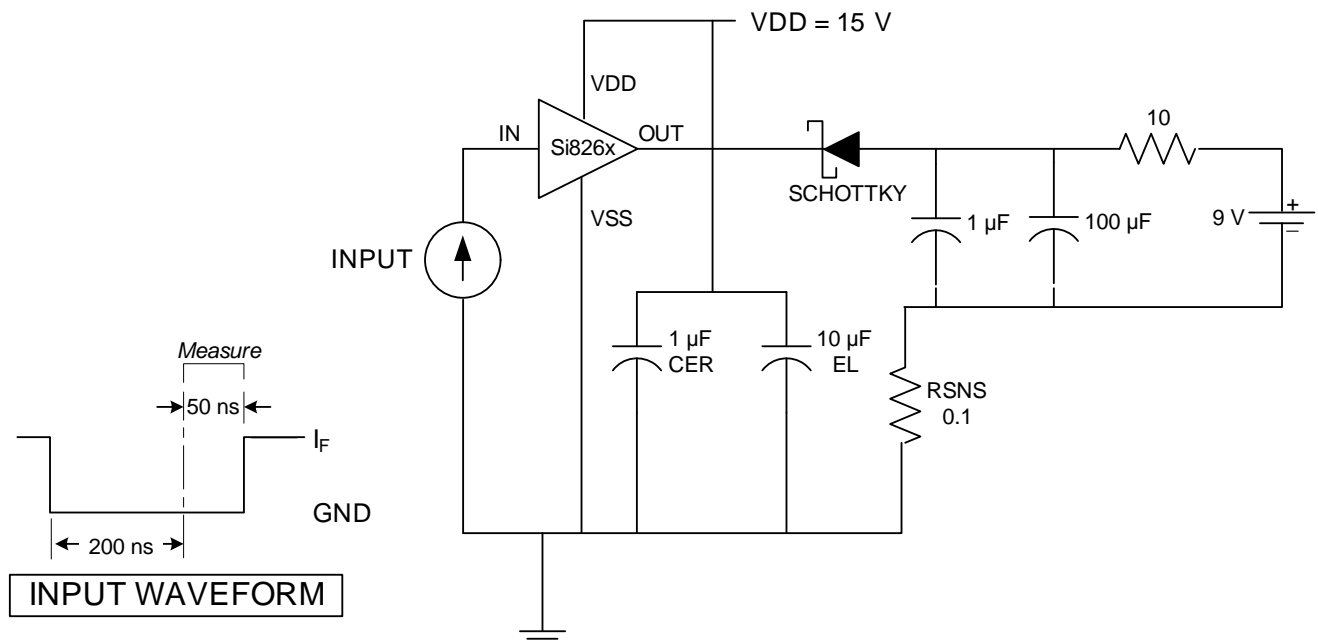 VDD = 15 V
VDD
10
IN
Si826x
OUT
SCHOTTKY
VSS
1 µF
100 µF
9 V
+
–
INPUT
1 µF
CER
10 µF
EL
RSNS
0.1
Measure
50 ns
IF
GND
200 ns
INPUT WAVEFORM